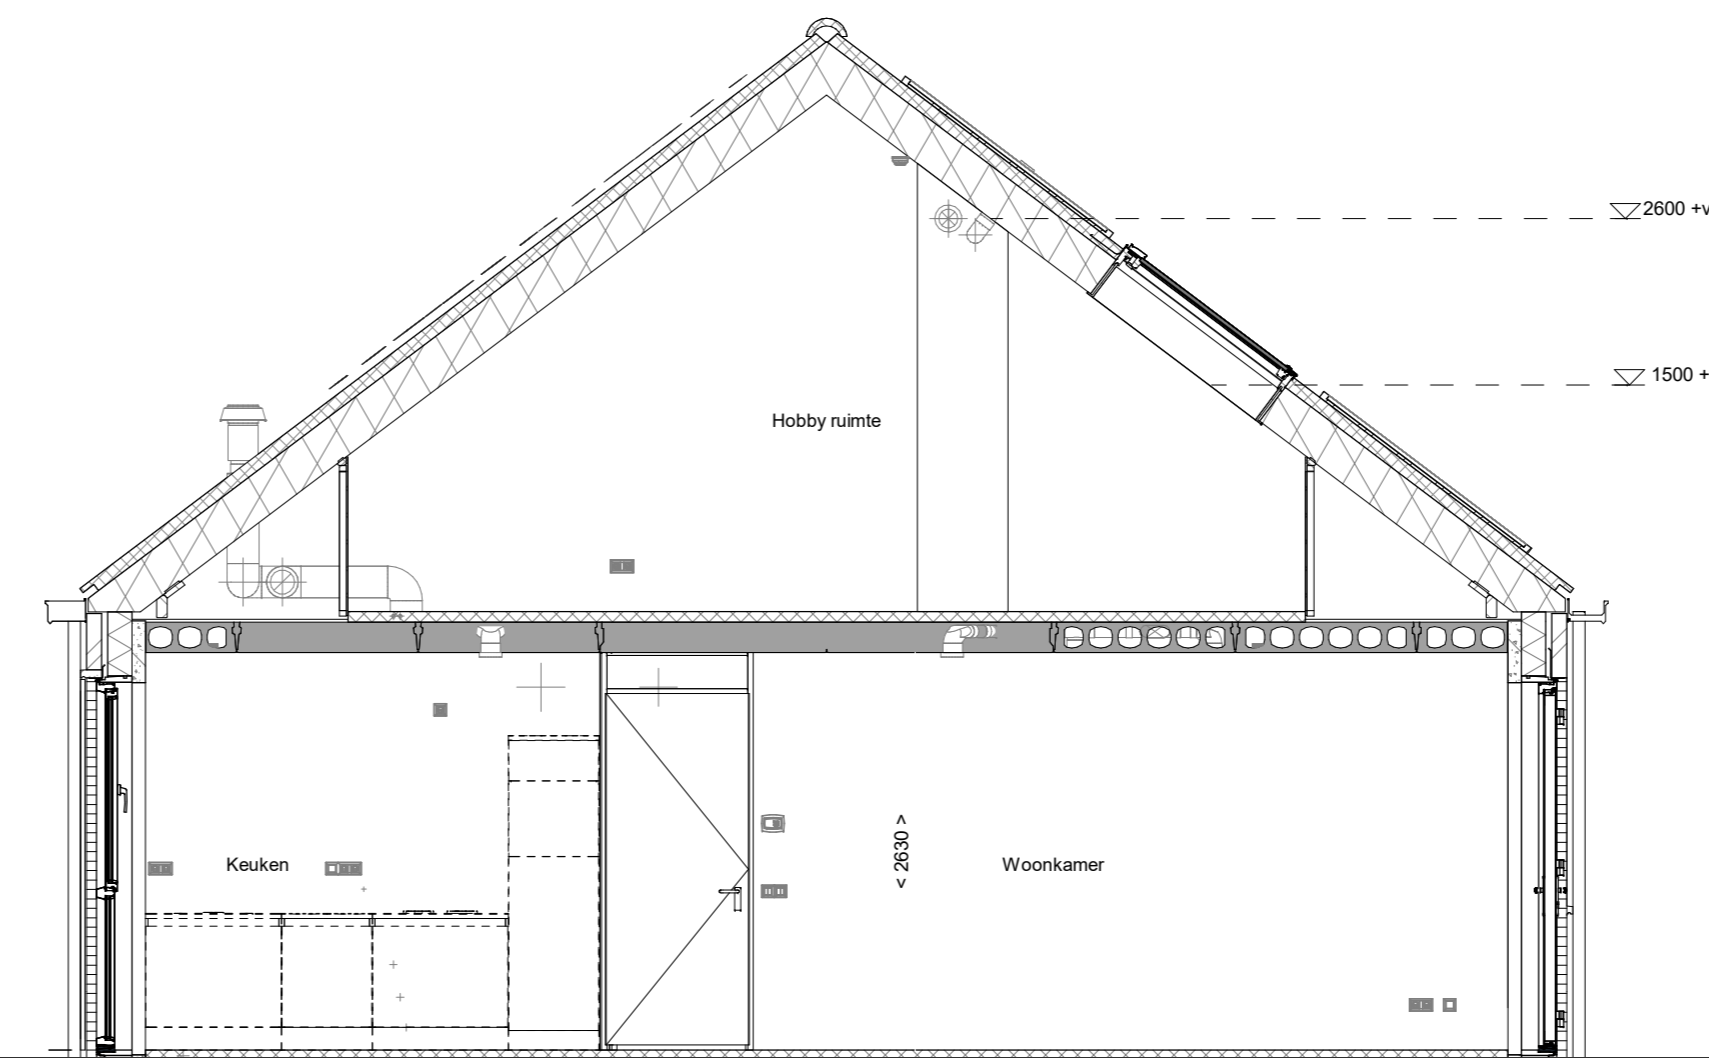 2600 +v
1500 +
Hobby ruimte
Keuken
< 2630 >
Woonkamer